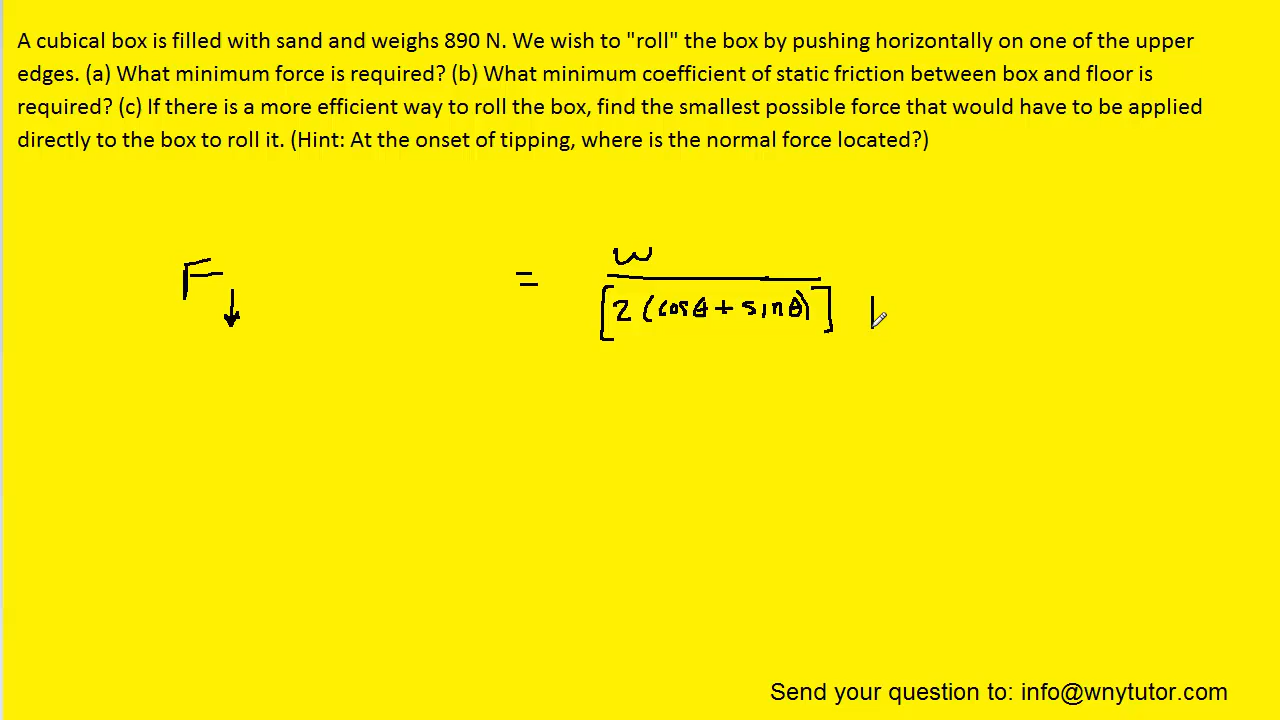 A cubical box is filled with sand and weighs 890 N. We wish to "roll" the box by pushing horizontally on one of the upper
edges. (a) What minimum force is required? (b) What minimum coefficient of static friction between box and floor is
required? (c) If there is a more efficient way to roll the box, find the smallest possible force that would have to be applied
directly to the box to roll it. (Hint: At the onset of tipping, where is the normal force located?)
F↓ = w / [2 (cosθ + sinθ)]
Send your question to: info@wnytutor.com